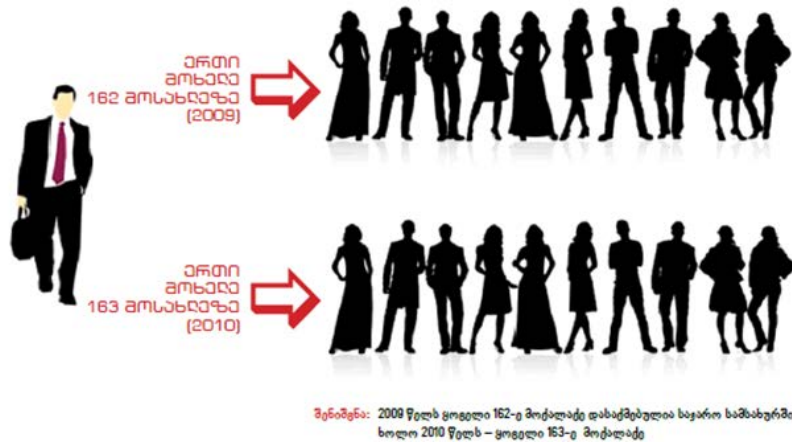 ერთი
მოხელე
162 მოსახლეზე
(2009)
ერთი
მოხელე
163 მოსახლეზე
(2010)
შენიშვნა: 2009 წელს ყოველი 162-ე მოქალაქე დასაქმებულია საჯარო სამსახურში
ხოლო 2010 წელს – ყოველი 163-ე მოქალაქე